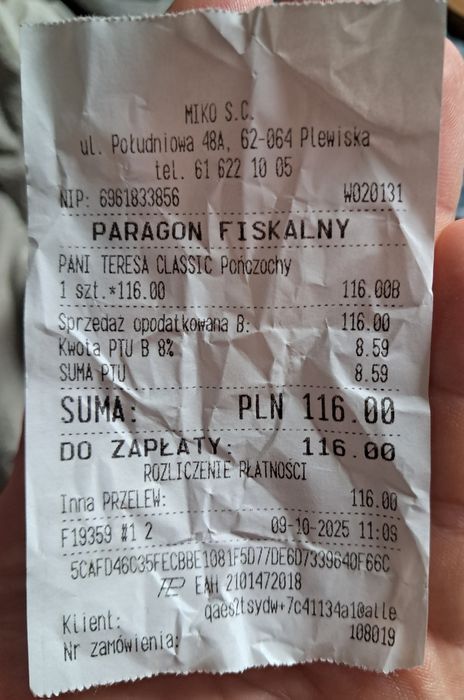 MIKO S.C.
ul. Południowa 48A, 62-064 Plewiska
tel. 61 622 10 05
NIP: 6961833856 W020131
PARAGON FISKALNY
PANI TERESA CLASSIC Pończochy
1 szt.*116.00 116.00B
Sprzedaż opodatkowana B: 116.00
Kwota PTU B 8% 8.59
SUMA PTU 8.59
SUMA: PLN 116.00
DO ZAPŁATY: 116.00
ROZLICZENIE PŁATNOŚCI
Inna PRZELEW: 116.00
F19359 #1 2 09-10-2025 11:09
5CAFD46C35FECBBE1081F5D77DE6D7339640F66C
EAH 2101472018
Klient: qaes2tsydw+7c41134a1@alle
Nr zamówienia: 108019